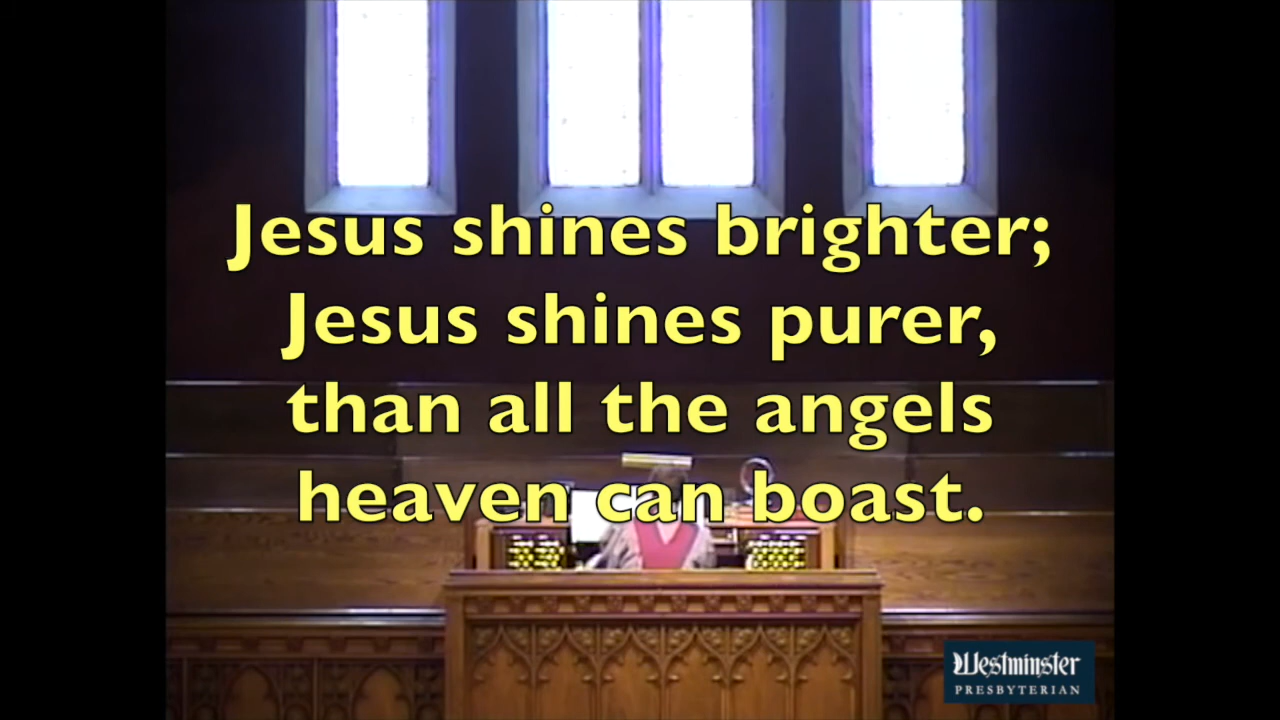 Jesus shines brighter;
Jesus shines purer,
than all the angels
heaven can boast.
Westminster
PRESBYTERIAN